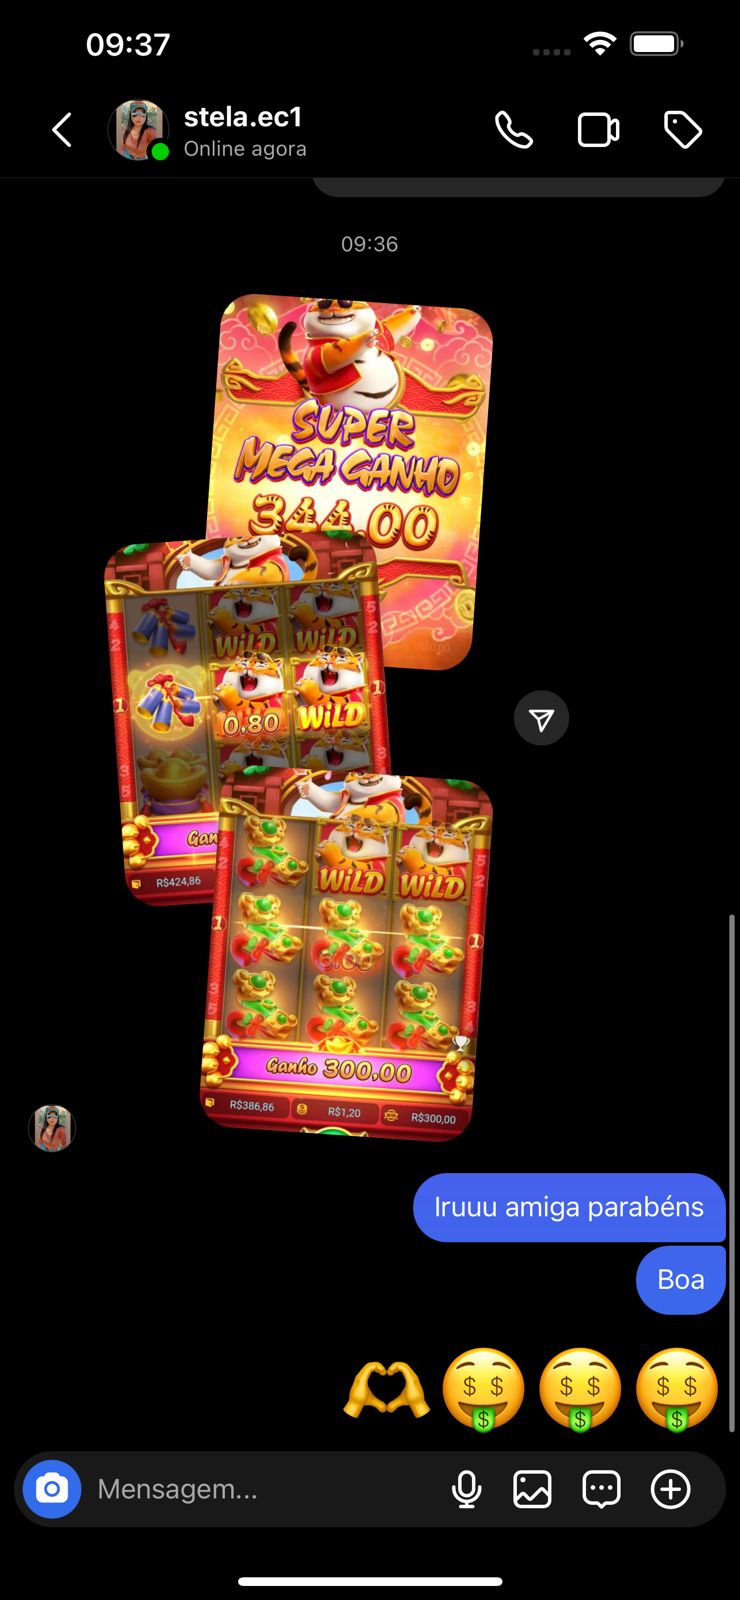 09:37
stela.ec1
Online agora
09:36
SUPER
MEGA GANHO
344.00
R$0,00
WILD WILD
0,80 WILD
R$424,86
WILD WILD
6,00
Ganho 300,00
R$386,86 R$1,20 R$300,00
Iruuu amiga parabéns
Boa
Mensagem...